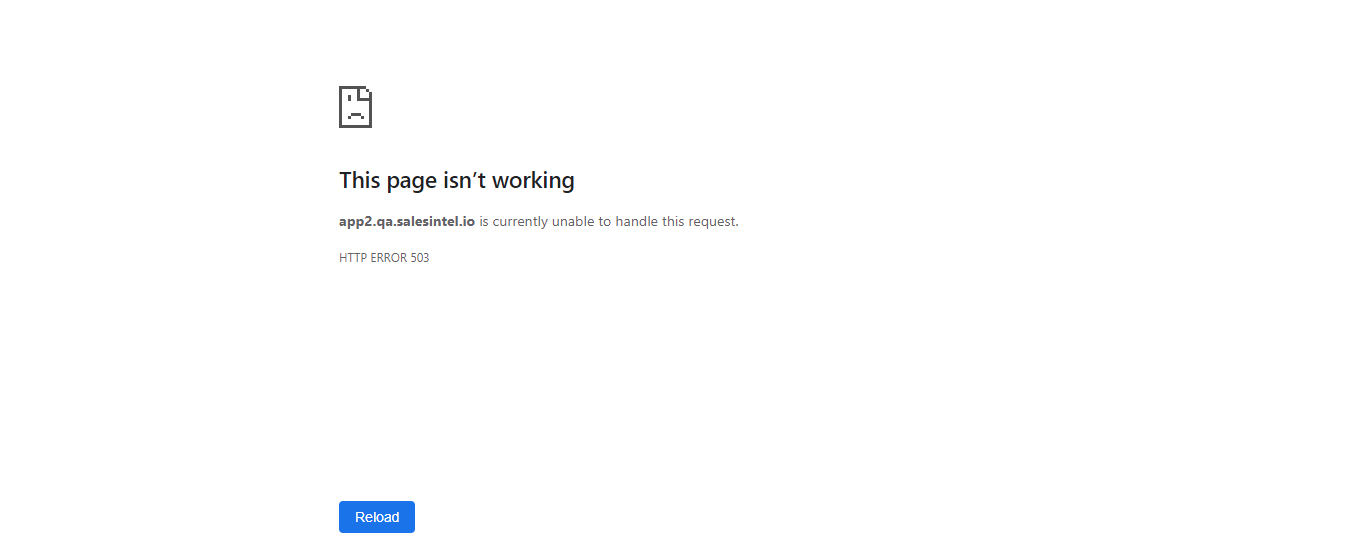 This page isn’t working
app2.qa.salesintel.io is currently unable to handle this request.
HTTP ERROR 503
Reload